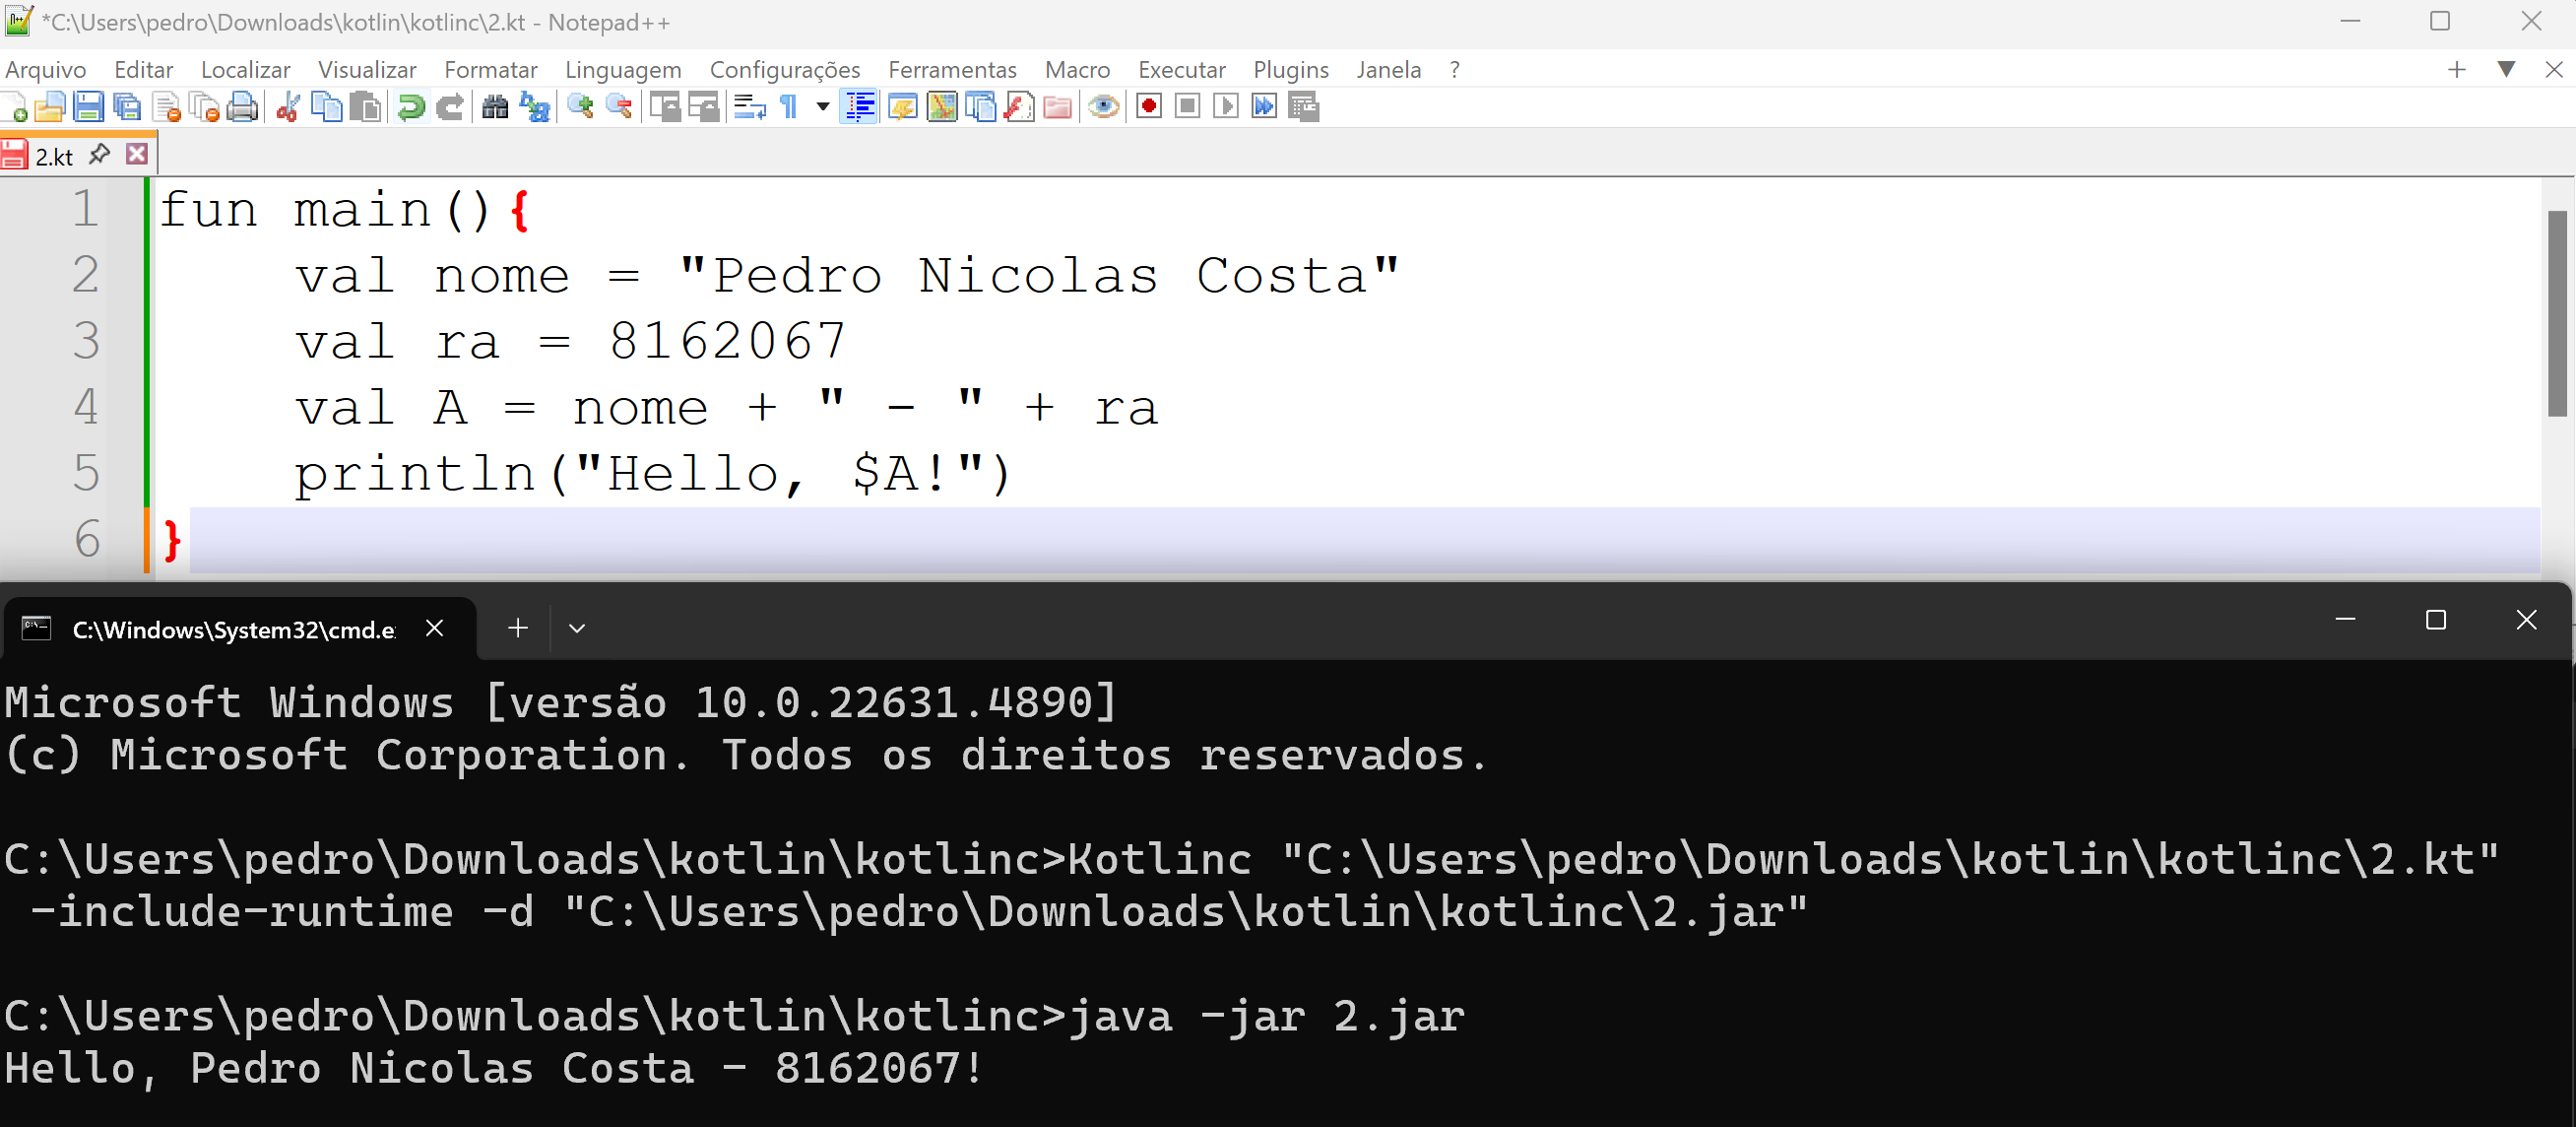 *C:\Users\pedro\Downloads\kotlin\kotlinc\2.kt - Notepad++
Arquivo Editar Localizar Visualizar Formatar Linguagem Configurações Ferramentas Macro Executar Plugins Janela ?
2.kt
1 fun main(){
2 val nome = "Pedro Nicolas Costa"
3 val ra = 8162067
4 val A = nome + " - " + ra
5 println("Hello, $A!")
6 }
C:\Windows\System32\cmd.e
Microsoft Windows [versão 10.0.22631.4890]
(c) Microsoft Corporation. Todos os direitos reservados.
C:\Users\pedro\Downloads\kotlin\kotlinc>Kotlinc "C:\Users\pedro\Downloads\kotlin\kotlinc\2.kt"
-include-runtime -d "C:\Users\pedro\Downloads\kotlin\kotlinc\2.jar"
C:\Users\pedro\Downloads\kotlin\kotlinc>java -jar 2.jar
Hello, Pedro Nicolas Costa - 8162067!